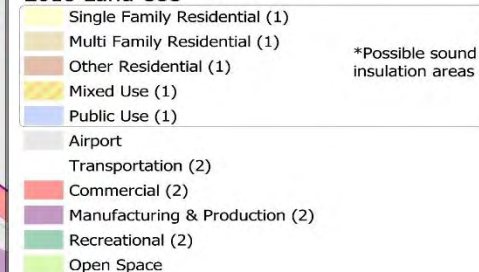 Single Family Residential (1)
Multi Family Residential (1)
Other Residential (1)
*Possible sound
insulation areas
Mixed Use (1)
Public Use (1)
Airport
Transportation (2)
Commercial (2)
Manufacturing & Production (2)
Recreational (2)
Open Space